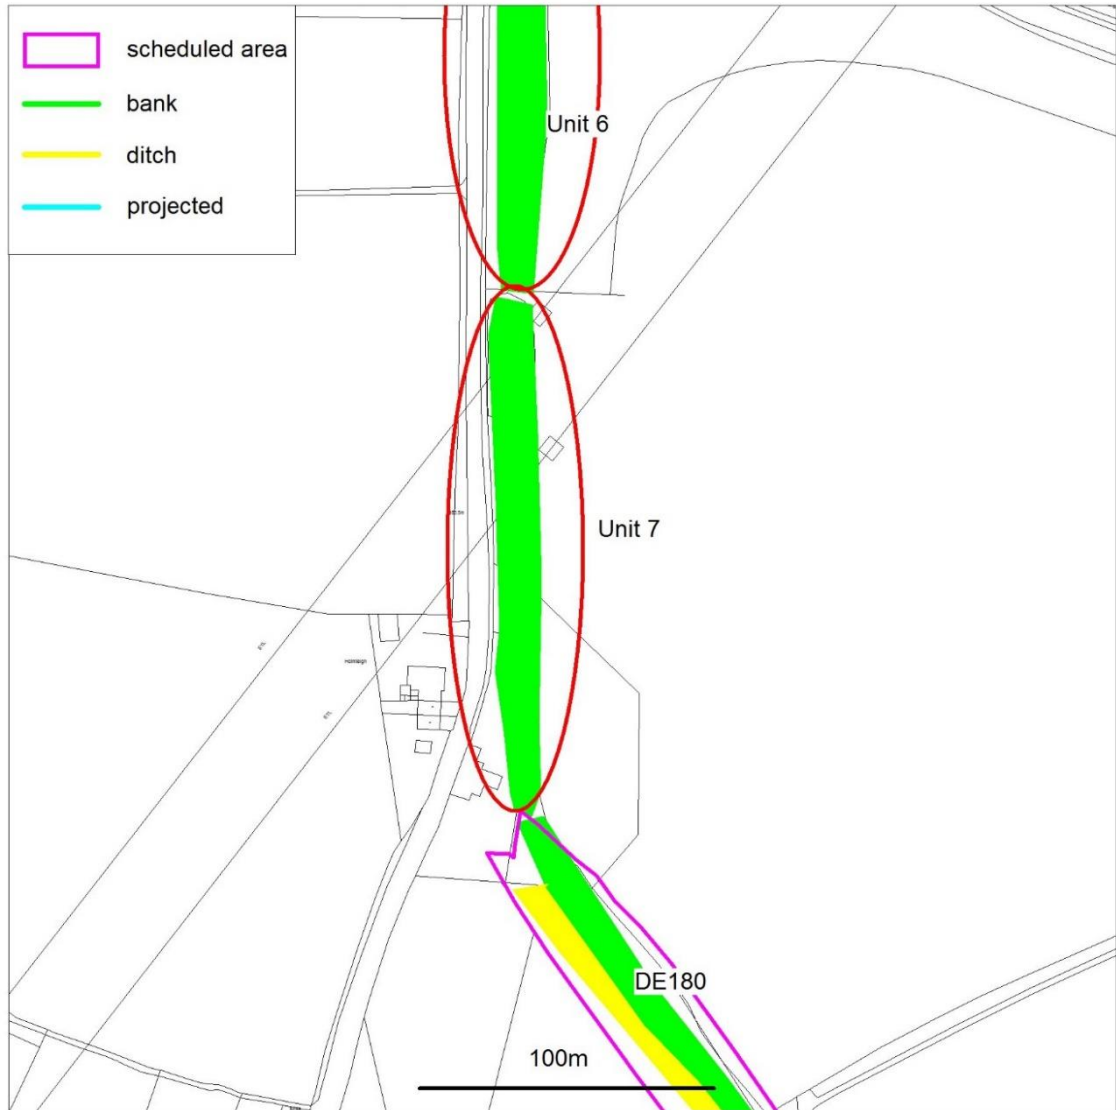 scheduled area
bank
ditch
projected
Unit 6
Unit 7
DE180
100m